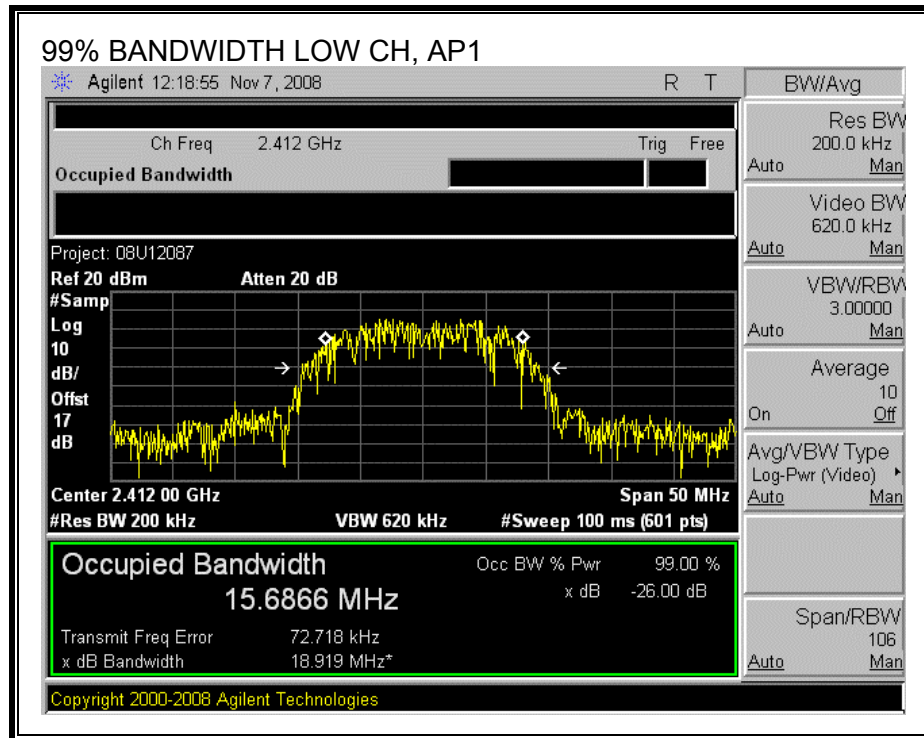 99% BANDWIDTH LOW CH, AP1
Agilent 12:18:55 Nov 7, 2008 R T
Ch Freq 2.412 GHz Trig Free
Occupied Bandwidth
Project: 08U12087
Ref 20 dBm Atten 20 dB
#Samp
Log
10
dB/
Offst
17
dB
Center 2.412 00 GHz Span 50 MHz
#Res BW 200 kHz VBW 620 kHz #Sweep 100 ms (601 pts)
Occupied Bandwidth
15.6866 MHz
Occ BW % Pwr 99.00 %
x dB -26.00 dB
Transmit Freq Error 72.718 kHz
x dB Bandwidth 18.919 MHz*
Copyright 2000-2008 Agilent Technologies
BW/Avg
Res BW
200.0 kHz
Auto Man
Video BW
620.0 kHz
Auto Man
VBW/RBW
3.00000
Auto Man
Average
10
On Off
Avg/VBW Type
Log-Pwr (Video)
Auto Man
Span/RBW
106
Auto Man